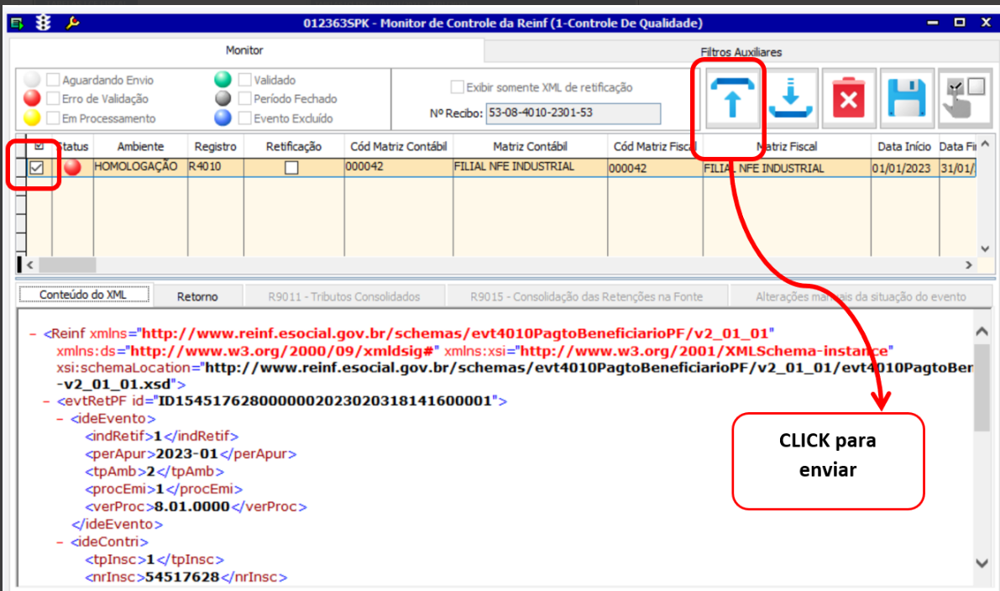 012363SPK - Monitor de Controle da Reinf (1-Controle De Qualidade)
Monitor
Filtros Auxiliares
Aguardando Envio
Validado
Erro de Validação
Período Fechado
Em Processamento
Evento Excluído
Exibir somente XML de retificação
Nº Recibo: 53-08-4010-2301-53
Status Ambiente Registro Retificação Cód Matriz Contábil Matriz Contábil Cód Matriz Fiscal Matriz Fiscal Data Início Data Fi
HOMOLOGAÇÃO R4010 000042 FILIAL NFE INDUSTRIAL 000042 FILIAL NFE INDUSTRIAL 01/01/2023 31/01/
Conteúdo do XML Retorno R9011 - Tributos Consolidados R9015 - Consolidação das Retenções na Fonte Alterações manuais da situação do evento
- <Reinf xmlns="http://www.reinf.esocial.gov.br/schemas/evt4010PagtoBeneficiarioPF/v2_01_01"
xmlns:ds="http://www.w3.org/2000/09/xmldsig#" xmlns:xsi="http://www.w3.org/2001/XMLSchema-instance"
xsi:schemaLocation="http://www.reinf.esocial.gov.br/schemas/evt4010PagtoBeneficiarioPF/v2_01_01/evt4010PagtoBen
-v2_01_01.xsd">
- <evtRetPF id="ID1545176280000002023020318141600001">
- <ideEvento>
<indRetif>1</indRetif>
<perApur>2023-01</perApur>
<tpAmb>2</tpAmb>
<procEmi>1</procEmi>
<verProc>8.01.0000</verProc>
</ideEvento>
- <ideContri>
<tpInsc>1</tpInsc>
<nrInsc>54517628</nrInsc>
CLICK para
enviar